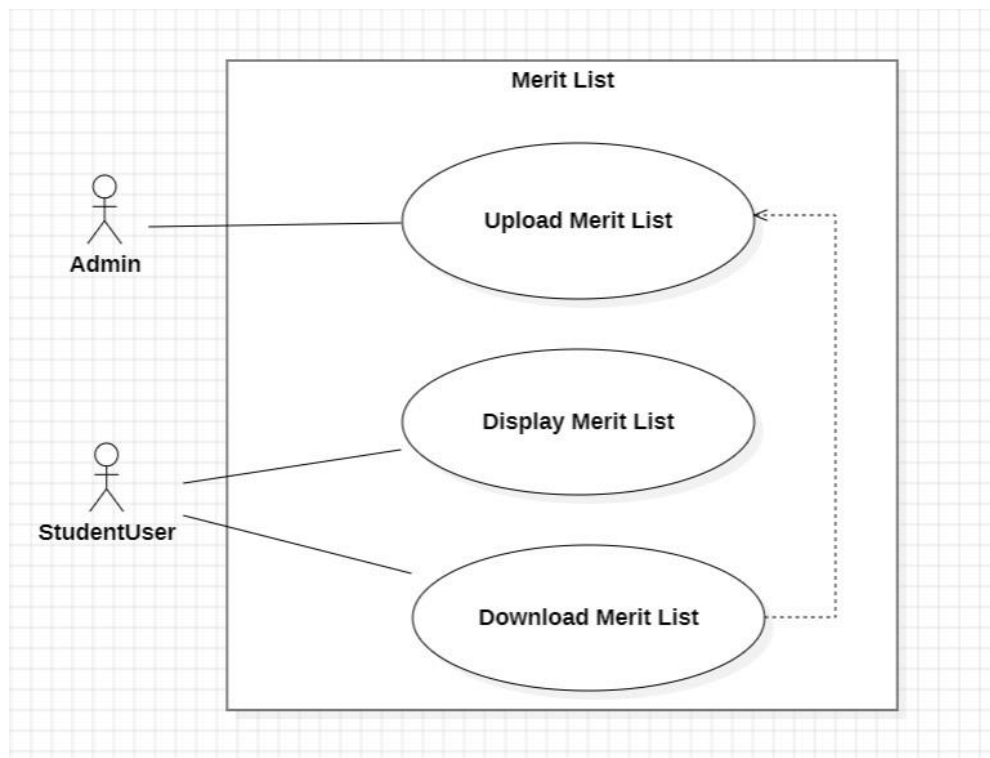 Merit List
Upload Merit List
Admin
Display Merit List
StudentUser
Download Merit List